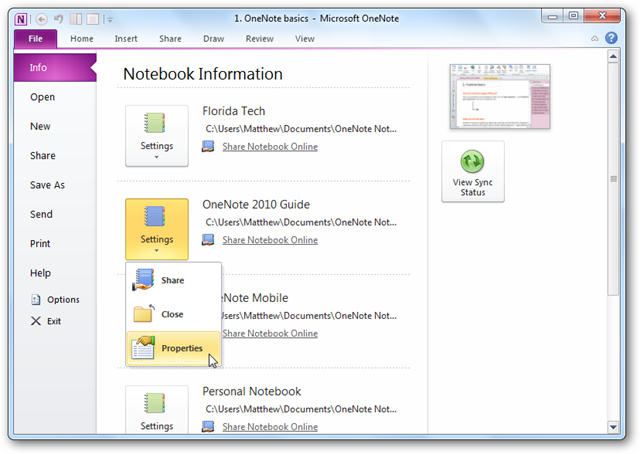 1. OneNote basics - Microsoft OneNote
File Home Insert Share Draw Review View
Info
Open
New
Share
Save As
Send
Print
Help
Options
Exit
Notebook Information
Settings
Florida Tech
C:\Users\Matthew\Documents\OneNote Not...
Share Notebook Online
Settings
OneNote 2010 Guide
C:\Users\Matthew\Documents\OneNote Not...
Share Notebook Online
Share
Close
Properties
neNote Mobile
:\Users\Matthew\Documents\OneNote Not...
Share Notebook Online
Settings
Personal Notebook
C:\Users\Matthew\Documents\OneNote Not...
Share Notebook Online
View Sync
Status